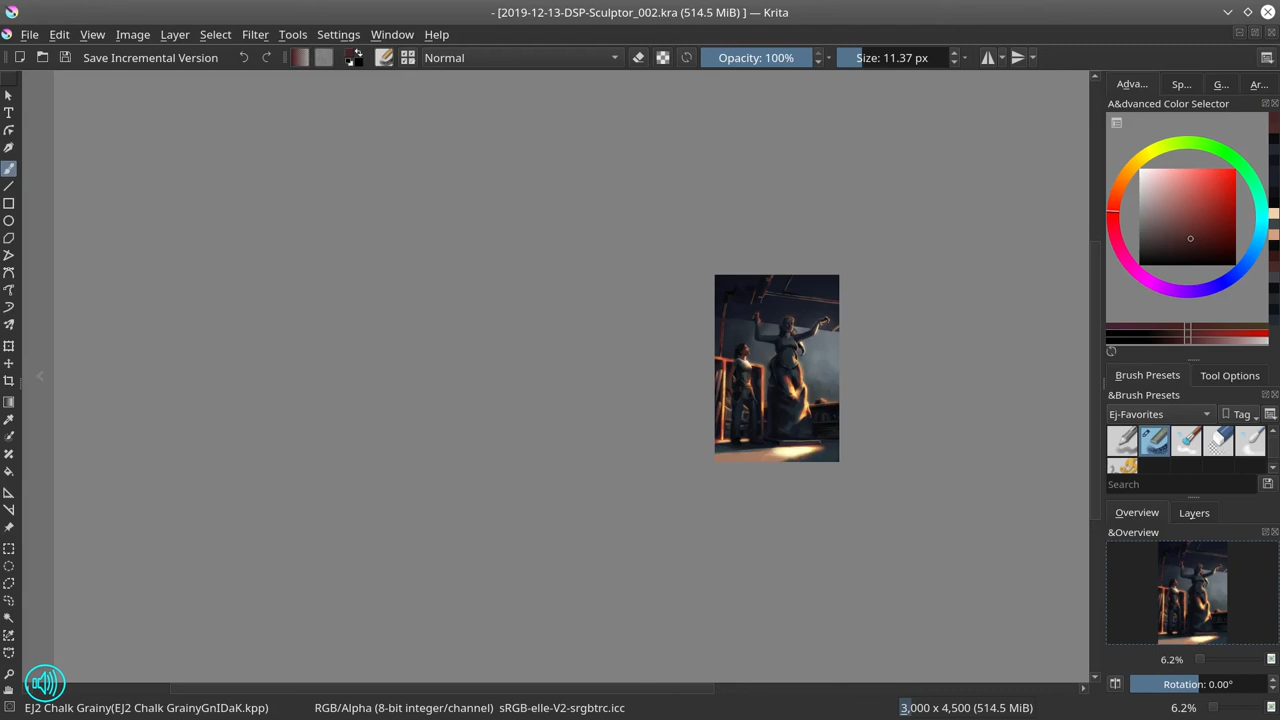 - [2019-12-13-DSP-Sculptor_002.kra (514.5 MiB) ] — Krita
File Edit View Image Layer Select Filter Tools Settings Window Help
Save Incremental Version Normal Opacity: 100% Size: 11.37 px
Adva... Sp... G... Ar...
A&dvanced Color Selector
Brush Presets Tool Options
&Brush Presets
Ej-Favorites Tag
Search
Overview Layers
&Overview
6.2%
Rotation: 0.00°
EJ2 Chalk Grainy(EJ2 Chalk GrainyGnIDaK.kpp) RGB/Alpha (8-bit integer/channel) sRGB-elle-V2-srgbtrc.icc 3,000 x 4,500 (514.5 MiB) 6.2%